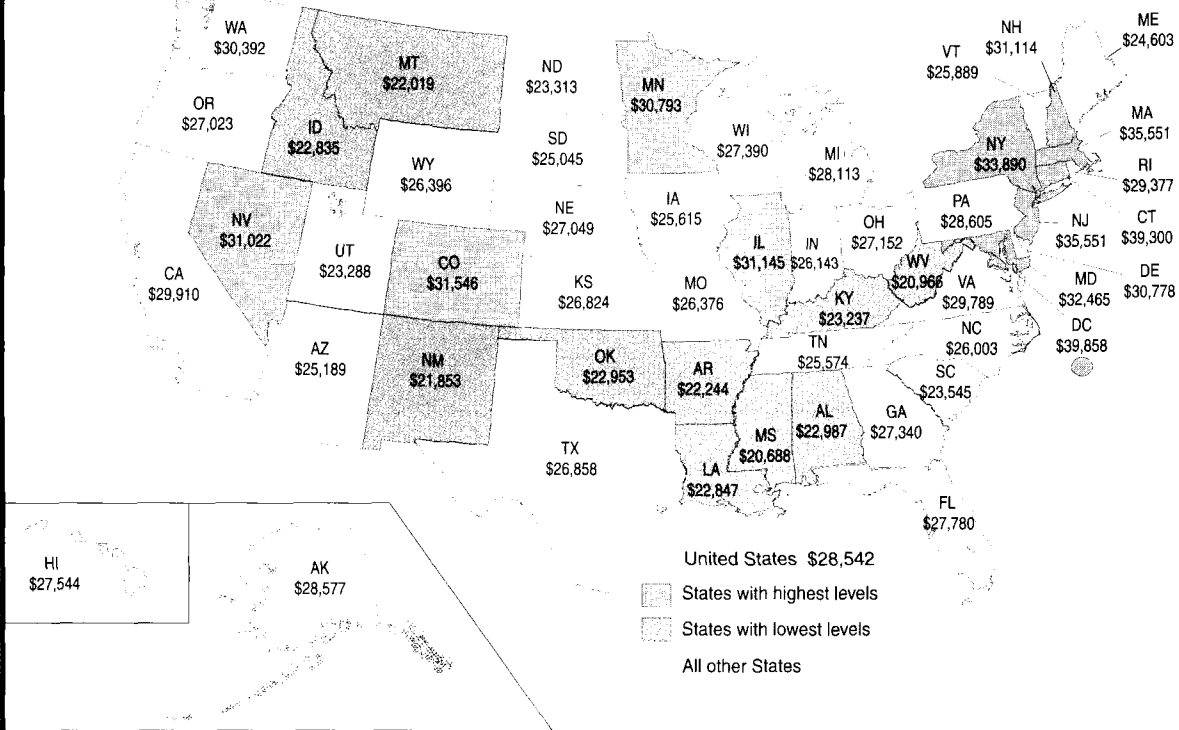 WA
$30,392
MT
$22,019
ND
$23,313
MN
$30,793
VT
$25,889
NH
$31,114
ME
$24,603
OR
$27,023
ID
$22,835
WY
$26,396
SD
$25,045
WI
$27,390
MI
$28,113
NY
$33,890
MA
$35,551
RI
$29,377
NV
$31,022
UT
$23,288
CO
$31,546
NE
$27,049
IA
$25,615
IL
$31,145
IN
$26,143
OH
$27,152
PA
$28,605
NJ
$35,551
CT
$39,300
CA
$29,910
KS
$26,824
MO
$26,376
KY
$23,237
WV
$20,966
VA
$29,789
MD
$32,465
DE
$30,778
AZ
$25,189
NM
$21,853
OK
$22,953
AR
$22,244
TN
$25,574
NC
$26,003
DC
$39,858
SC
$23,545
TX
$26,858
LA
$22,847
MS
$20,688
AL
$22,987
GA
$27,340
FL
$27,780
HI
$27,544
AK
$28,577
United States $28,542
States with highest levels
States with lowest levels
All other States